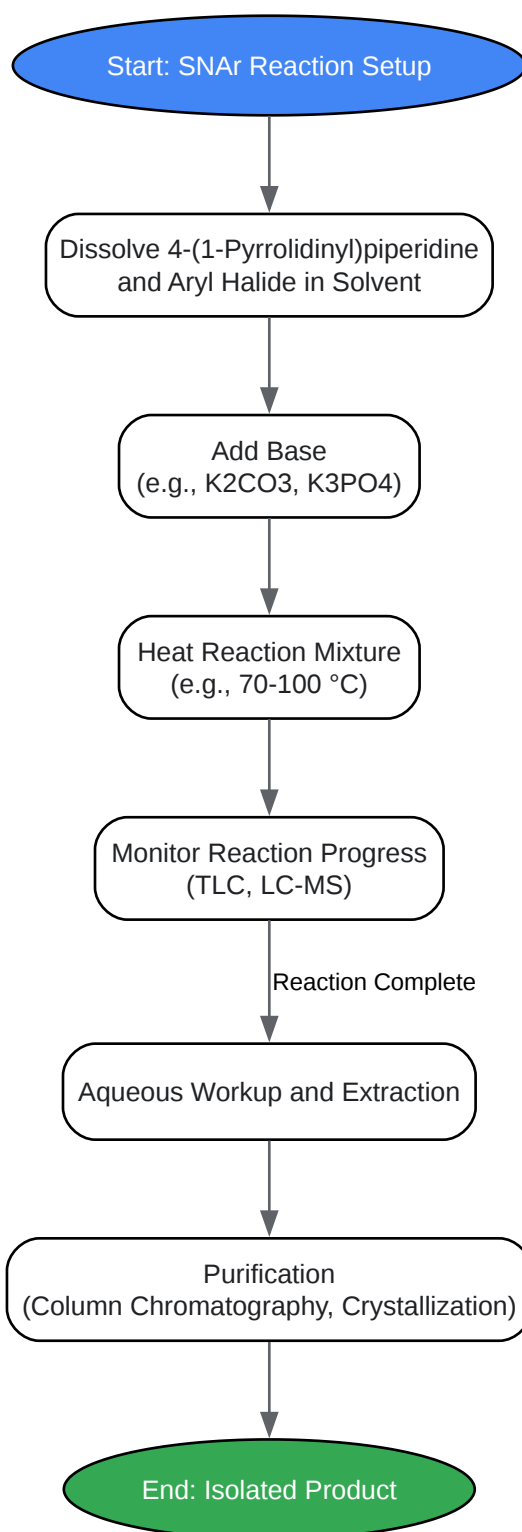 Start: SNAr Reaction Setup
Dissolve 4-(1-Pyrrolidinyl)piperidine
and Aryl Halide in Solvent
Add Base
(e.g., K2CO3, K3PO4)
Heat Reaction Mixture
(e.g., 70-100 °C)
Monitor Reaction Progress
(TLC, LC-MS)
Reaction Complete
Aqueous Workup and Extraction
Purification
(Column Chromatography, Crystallization)
End: Isolated Product